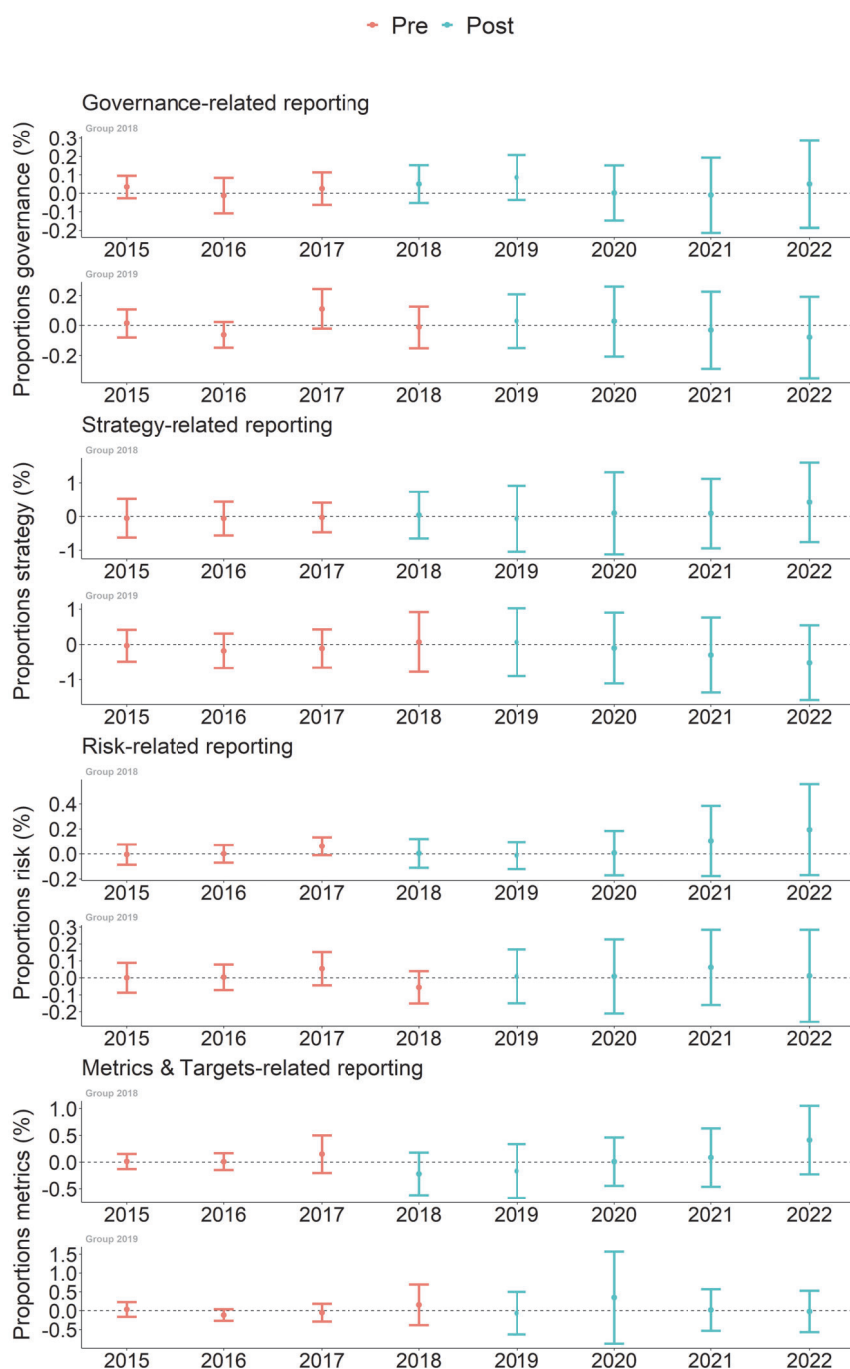 Pre Post
Governance-related reporting
Proportions governance (%)
Group 2018
0.3
0.2
0.1
0.0
-0.1
-0.2
2015 2016 2017 2018 2019 2020 2021 2022
Group 2019
0.2
0.0
-0.2
2015 2016 2017 2018 2019 2020 2021 2022
Strategy-related reporting
Proportions strategy (%)
Group 2018
1
0
-1
2015 2016 2017 2018 2019 2020 2021 2022
Group 2019
1
0
-1
2015 2016 2017 2018 2019 2020 2021 2022
Risk-related reporting
Proportions risk (%)
Group 2018
0.4
0.2
0.0
-0.2
2015 2016 2017 2018 2019 2020 2021 2022
Group 2019
0.3
0.2
0.1
0.0
-0.1
-0.2
2015 2016 2017 2018 2019 2020 2021 2022
Metrics & Targets-related reporting
Proportions metrics (%)
Group 2018
1.0
0.5
0.0
-0.5
2015 2016 2017 2018 2019 2020 2021 2022
Group 2019
1.5
1.0
0.5
0.0
-0.5
2015 2016 2017 2018 2019 2020 2021 2022